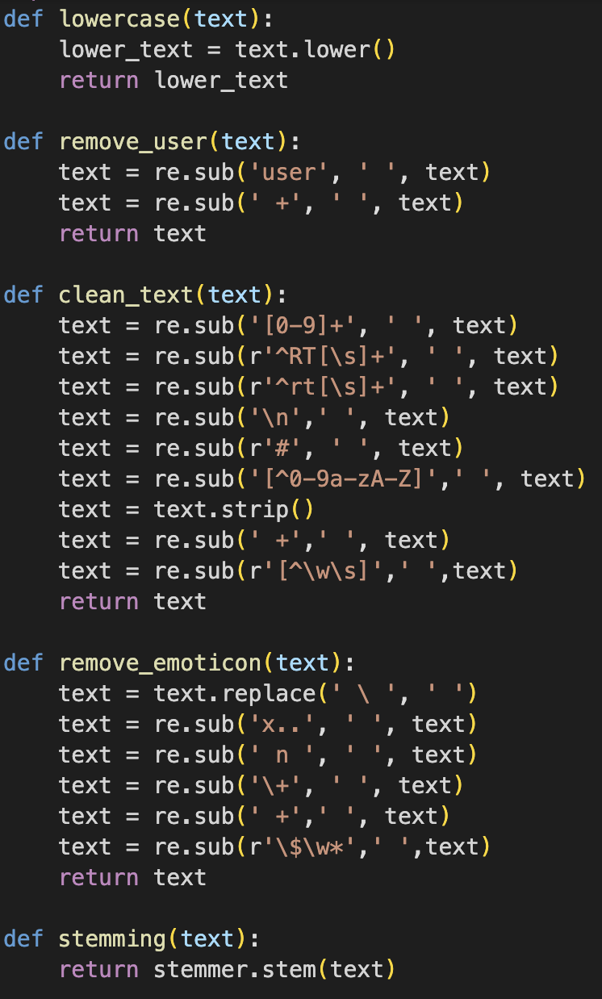 def lowercase(text):
    lower_text = text.lower()
    return lower_text

def remove_user(text):
    text = re.sub('user', ' ', text)
    text = re.sub(' +', ' ', text)
    return text

def clean_text(text):
    text = re.sub('[0-9]+', ' ', text)
    text = re.sub(r'^RT[\s]+', ' ', text)
    text = re.sub(r'^rt[\s]+', ' ', text)
    text = re.sub('\n',' ', text)
    text = re.sub(r'#', ' ', text)
    text = re.sub('[^0-9a-zA-Z]',' ', text)
    text = text.strip()
    text = re.sub(' +',' ', text)
    text = re.sub(r'[^\w\s]',' ',text)
    return text

def remove_emoticon(text):
    text = text.replace(' \ ', ' ')
    text = re.sub('x..', ' ', text)
    text = re.sub(' n ', ' ', text)
    text = re.sub('\+', ' ', text)
    text = re.sub(' +',' ', text)
    text = re.sub(r'\$\w*',' ',text)
    return text

def stemming(text):
    return stemmer.stem(text)